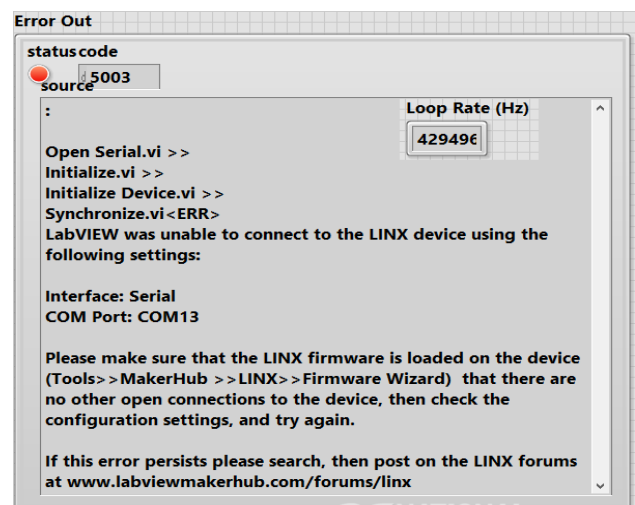 Error Out
status code
5003
source
:
Loop Rate (Hz)
429496
Open Serial.vi >>
Initialize.vi >>
Initialize Device.vi >>
Synchronize.vi<ERR>
LabVIEW was unable to connect to the LINX device using the
following settings:
Interface: Serial
COM Port: COM13
Please make sure that the LINX firmware is loaded on the device
(Tools>>MakerHub >>LINX>>Firmware Wizard)  that there are
no other open connections to the device, then check the
configuration settings, and try again.
If this error persists please search, then post on the LINX forums
at www.labviewmakerhub.com/forums/linx